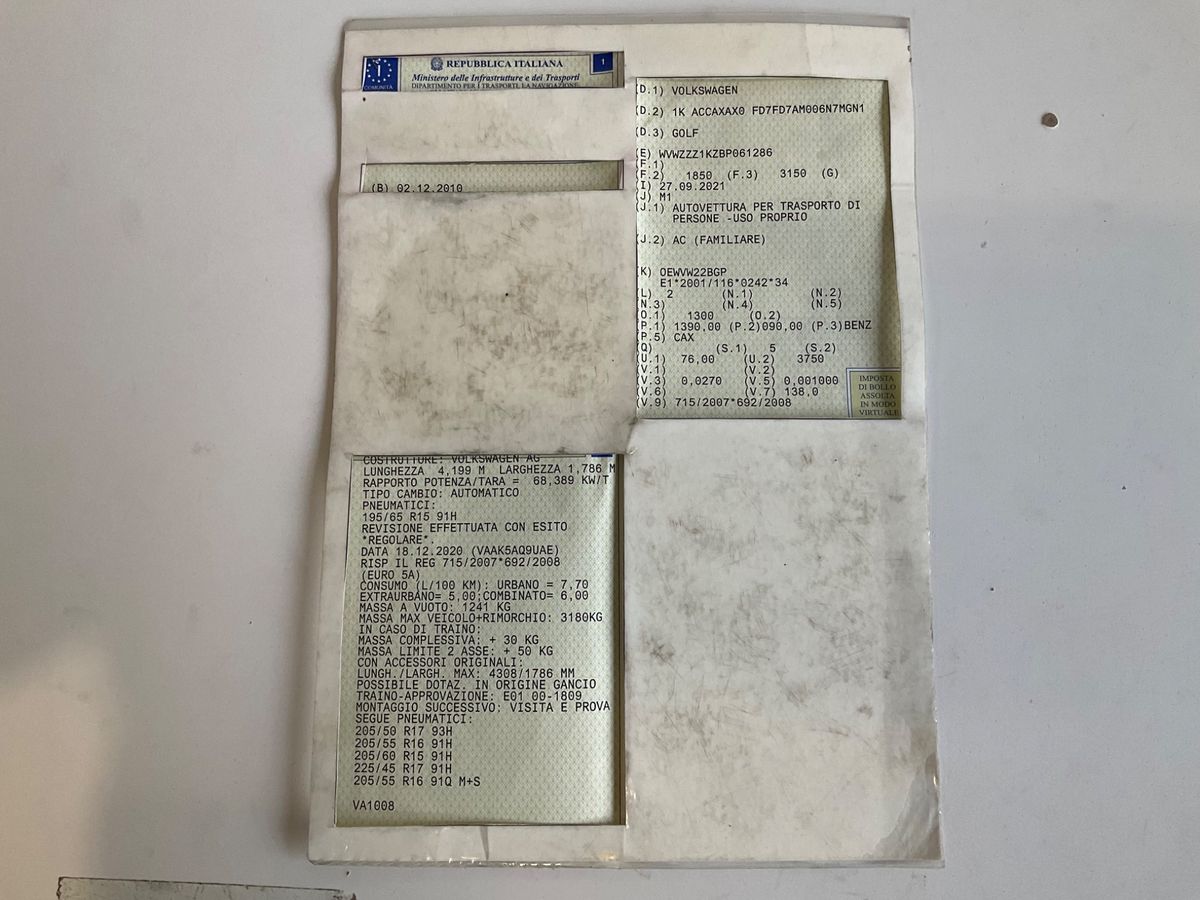 I
COMUNITÀ
REPUBBLICA ITALIANA
1
Ministero delle Infrastrutture e dei Trasporti
DIPARTIMENTO PER I TRASPORTI, LA NAVIGAZIONE
(B) 02.12.2010
COSTRUTTORE: VOLKSWAGEN AG
LUNGHEZZA 4,199 M LARGHEZZA 1,786 M
RAPPORTO POTENZA/TARA = 68,389 KW/T
TIPO CAMBIO: AUTOMATICO
PNEUMATICI:
195/65 R15 91H
REVISIONE EFFETTUATA CON ESITO
*REGOLARE*.
DATA 18.12.2020 (VAAK5AQ9UAE)
RISP IL REG 715/2007*692/2008
(EURO 5A)
CONSUMO (L/100 KM): URBANO = 7,70
EXTRAURBANO= 5,00;COMBINATO= 6,00
MASSA A VUOTO: 1241 KG
MASSA MAX VEICOLO+RIMORCHIO: 3180KG
IN CASO DI TRAINO:
MASSA COMPLESSIVA: + 30 KG
MASSA LIMITE 2 ASSE: + 50 KG
CON ACCESSORI ORIGINALI:
LUNGH./LARGH. MAX: 4308/1786 MM
POSSIBILE DOTAZ. IN ORIGINE GANCIO
TRAINO-APPROVAZIONE: E01 00-1809
MONTAGGIO SUCCESSIVO: VISITA E PROVA
SEGUE PNEUMATICI:
205/50 R17 93H
205/55 R16 91H
205/60 R15 91H
225/45 R17 91H
205/55 R16 91Q M+S
VA1008
(D.1) VOLKSWAGEN
(D.2) 1K ACCAXAX0 FD7FD7AM006N7MGN1
(D.3) GOLF
(E) WVWZZZ1KZBP061286
(F.1)
(F.2) 1850 (F.3) 3150 (G)
(I) 27.09.2021
(J) M1
(J.1) AUTOVETTURA PER TRASPORTO DI
PERSONE -USO PROPRIO
(J.2) AC (FAMILIARE)
(K) OEWVW22BGP
E1*2001/116*0242*34
(L) 2 (N.1) (N.2)
(N.3) (N.4) (N.5)
(O.1) 1300 (O.2)
(P.1) 1390,00 (P.2)090,00 (P.3)BENZ
(P.5) CAX
(Q) (S.1) 5 (S.2)
(U.1) 76,00 (U.2) 3750
(V.1) (V.2)
(V.3) 0,0270 (V.5) 0,001000
(V.6) (V.7) 138,0
(V.9) 715/2007*692/2008
IMPOSTA
DI BOLLO
ASSOLTA
IN MODO
VIRTUALE